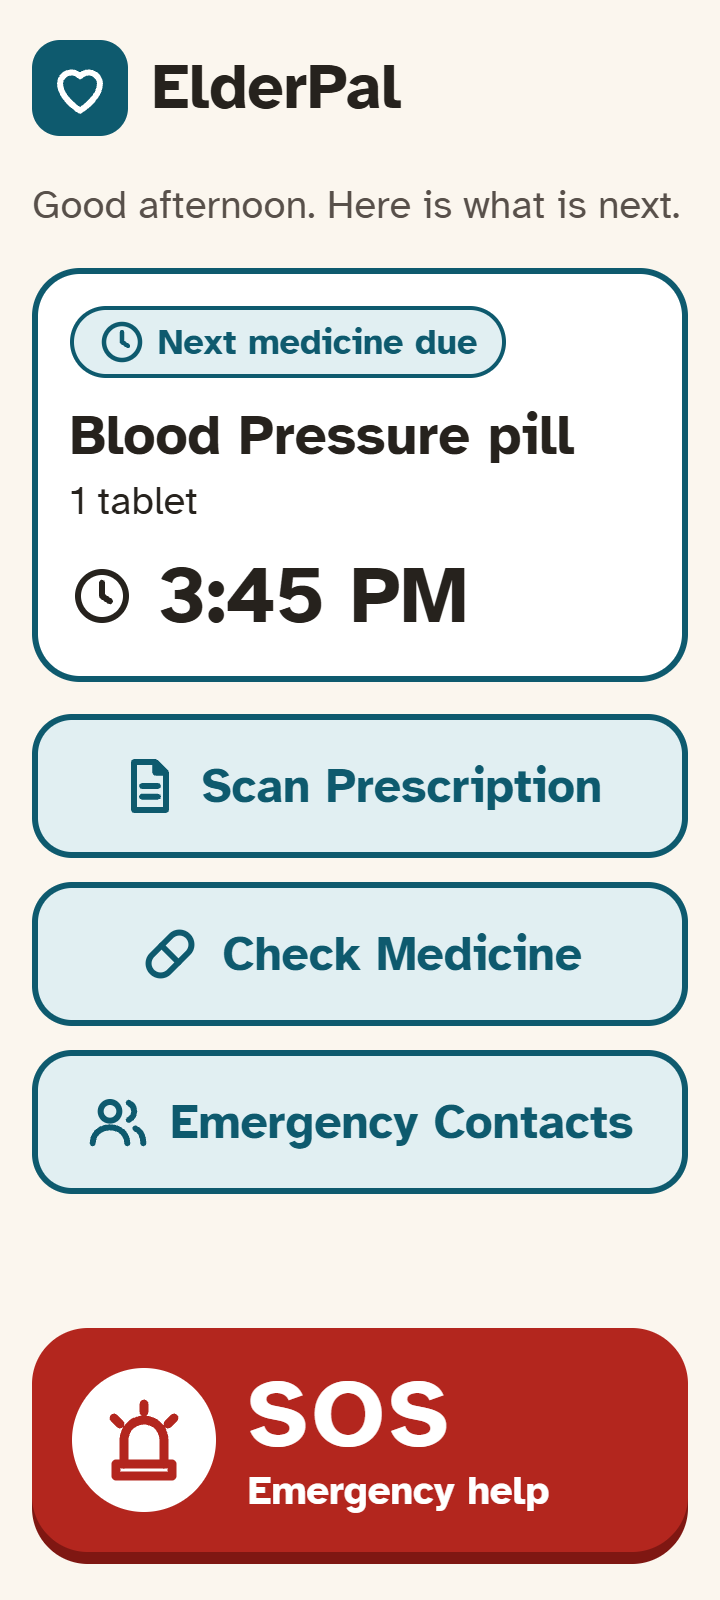 ElderPal
Good afternoon. Here is what is next.
Next medicine due
Blood Pressure pill
1 tablet
3:45 PM
Scan Prescription
Check Medicine
Emergency Contacts
SOS
Emergency help